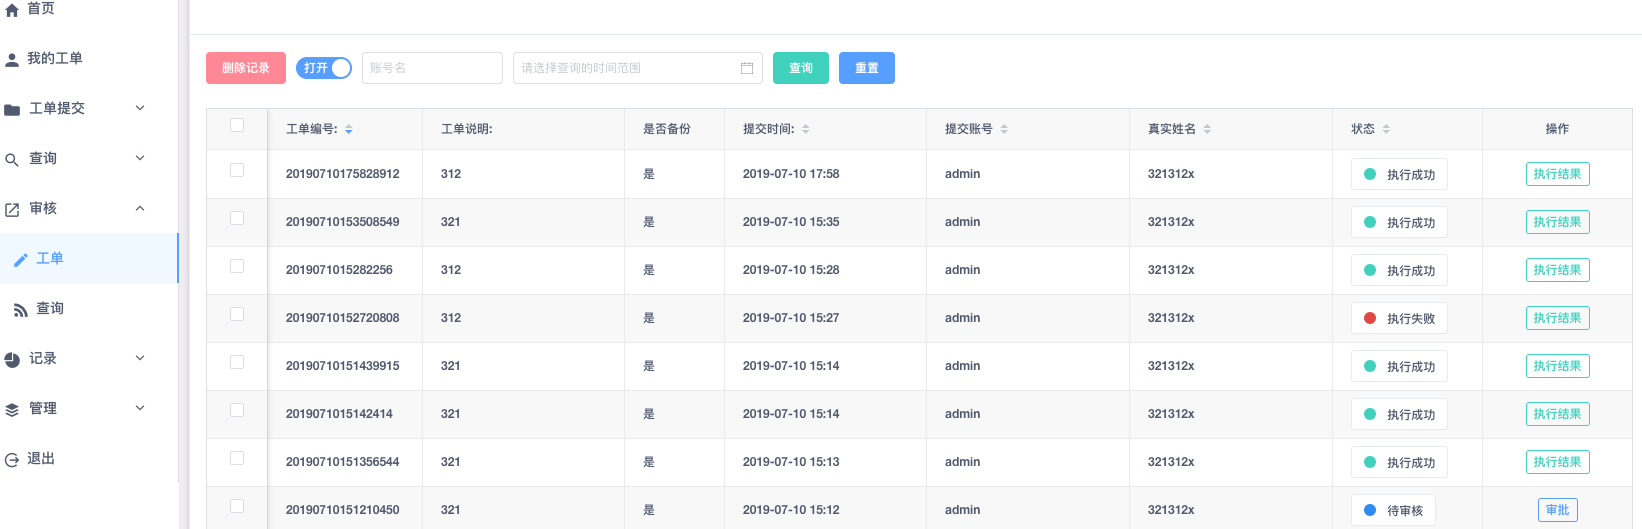 首页
我的工单
工单提交
查询
审核
工单
查询
记录
管理
退出
删除记录 打开 账号名 请选择查询的时间范围 查询 重置
工单编号: 工单说明: 是否备份 提交时间: 提交账号 真实姓名 状态 操作
20190710175828912 312 是 2019-07-10 17:58 admin 321312x 执行成功 执行结果
20190710153508549 321 是 2019-07-10 15:35 admin 321312x 执行成功 执行结果
2019071015282256 312 是 2019-07-10 15:28 admin 321312x 执行成功 执行结果
20190710152720808 312 是 2019-07-10 15:27 admin 321312x 执行失败 执行结果
20190710151439915 321 是 2019-07-10 15:14 admin 321312x 执行成功 执行结果
2019071015142414 321 是 2019-07-10 15:14 admin 321312x 执行成功 执行结果
20190710151356544 321 是 2019-07-10 15:13 admin 321312x 执行成功 执行结果
20190710151210450 321 是 2019-07-10 15:12 admin 321312x 待审核 审批